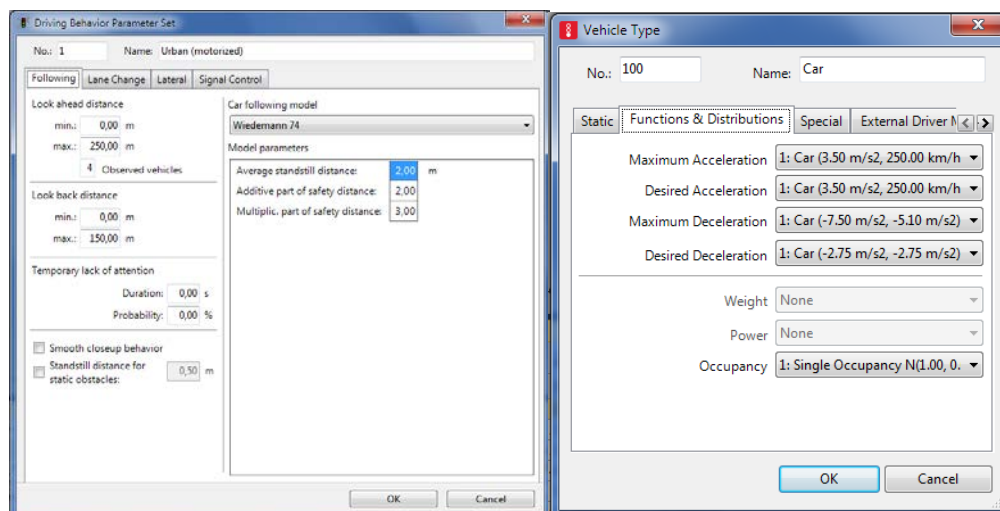 Driving Behavior Parameter Set
No.: 1 Name: Urban (motorized)
Following Lane Change Lateral Signal Control
Look ahead distance
min.: 0,00 m
max.: 250,00 m
4 Observed vehicles
Look back distance
min.: 0,00 m
max.: 150,00 m
Temporary lack of attention
Duration: 0,00 s
Probability: 0,00 %
Smooth closeup behavior
Standstill distance for
static obstacles: 0,50 m
Car following model
Wiedemann 74
Model parameters
Average standstill distance: 2,00 m
Additive part of safety distance: 2,00
Multiplic. part of safety distance: 3,00
OK Cancel
Vehicle Type
No.: 100 Name: Car
Static Functions & Distributions Special External Driver
Maximum Acceleration 1: Car (3.50 m/s2, 250.00 km/h
Desired Acceleration 1: Car (3.50 m/s2, 250.00 km/h
Maximum Deceleration 1: Car (-7.50 m/s2, -5.10 m/s2)
Desired Deceleration 1: Car (-2.75 m/s2, -2.75 m/s2)
Weight None
Power None
Occupancy 1: Single Occupancy N(1.00, 0.
OK Cancel